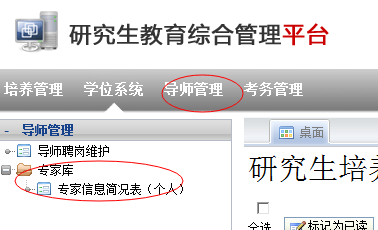 研究生教育综合管理平台
培养管理 学位系统 导师管理 考务管理
- 导师管理
导师聘岗维护
专家库
专家信息简况表（个人）
桌面
研究生培
全选 标记为已读